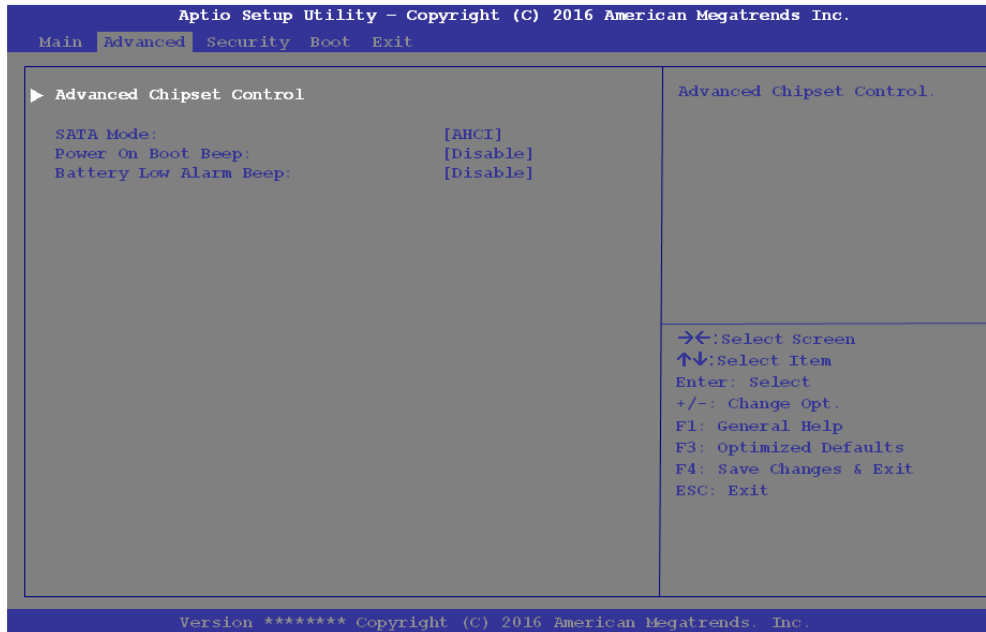 Aptio Setup Utility – Copyright (C) 2016 American Megatrends Inc.
Main Advanced Security Boot Exit
▶ Advanced Chipset Control
SATA Mode: [AHCI]
Power On Boot Beep: [Disable]
Battery Low Alarm Beep: [Disable]
Advanced Chipset Control.
→←:Select Screen
↑↓:Select Item
Enter: Select
+/-: Change Opt.
F1: General Help
F3: Optimized Defaults
F4: Save Changes & Exit
ESC: Exit
Version ******** Copyright (C) 2016 American Megatrends. Inc.